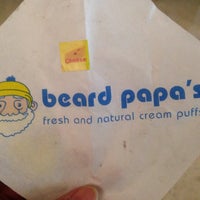 Cheese
beard papa's
fresh and natural cream puffs